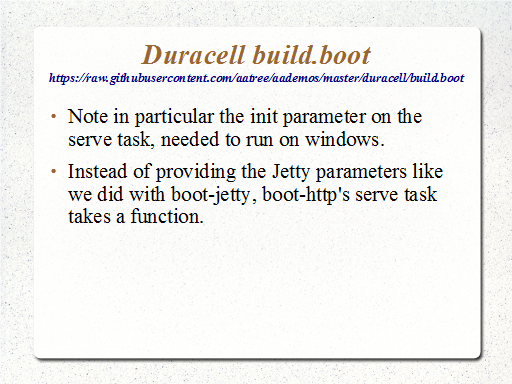 Duracell build.boot
https://raw.githubusercontent.com/aatree/aademos/master/duracell/build.boot
• Note in particular the init parameter on the
serve task, needed to run on windows.
• Instead of providing the Jetty parameters like
we did with boot-jetty, boot-http's serve task
takes a function.